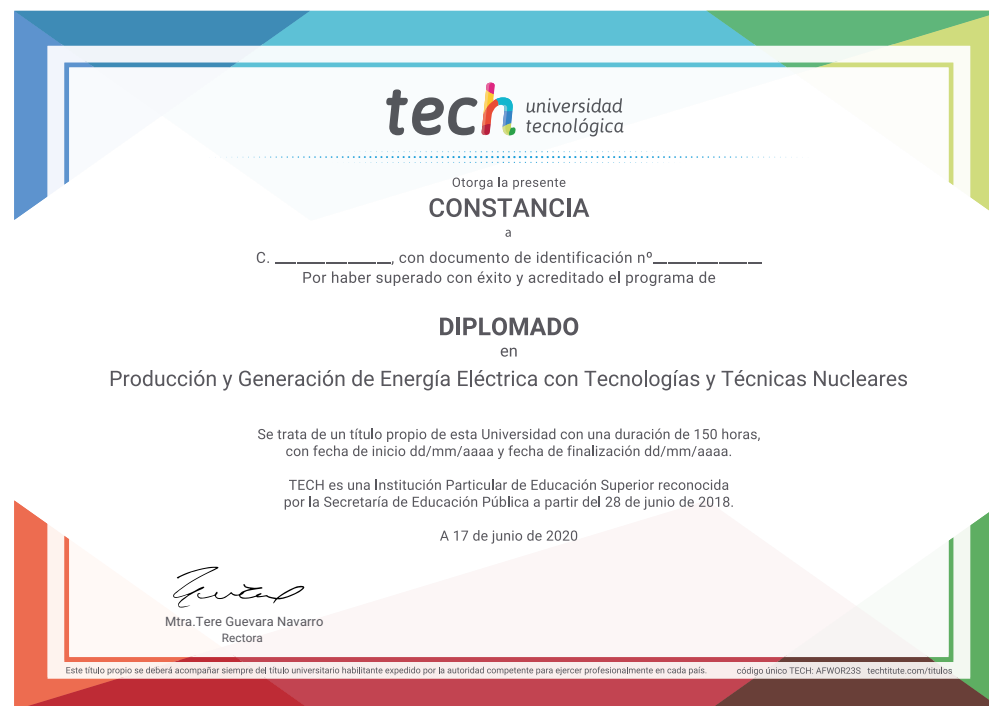 tech universidad
tecnológica
Otorga la presente
CONSTANCIA
a
C. ________________, con documento de identificación nº_______________
Por haber superado con éxito y acreditado el programa de
DIPLOMADO
en
Producción y Generación de Energía Eléctrica con Tecnologías y Técnicas Nucleares
Se trata de un título propio de esta Universidad con una duración de 150 horas,
con fecha de inicio dd/mm/aaaa y fecha de finalización dd/mm/aaaa.
TECH es una Institución Particular de Educación Superior reconocida
por la Secretaría de Educación Pública a partir del 28 de junio de 2018.
A 17 de junio de 2020
Mtra.Tere Guevara Navarro
Rectora
Este título propio se deberá acompañar siempre del título universitario habilitante expedido por la autoridad competente para ejercer profesionalmente en cada país. código único TECH: AFWOR23S techtitute.com/titulos